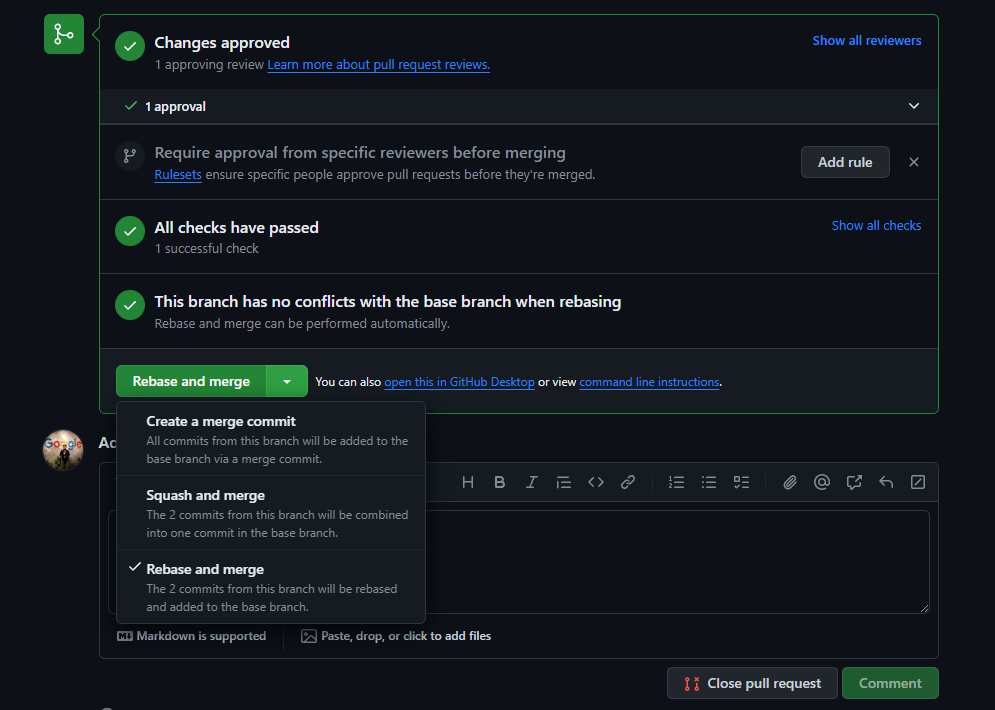 Changes approved
Show all reviewers
1 approving review Learn more about pull request reviews.
1 approval
Require approval from specific reviewers before merging
Rulesets ensure specific people approve pull requests before they're merged.
Add rule
All checks have passed
Show all checks
1 successful check
This branch has no conflicts with the base branch when rebasing
Rebase and merge can be performed automatically.
Rebase and merge
You can also open this in GitHub Desktop or view command line instructions.
Create a merge commit
All commits from this branch will be added to the
base branch via a merge commit.
Squash and merge
The 2 commits from this branch will be combined
into one commit in the base branch.
Rebase and merge
The 2 commits from this branch will be rebased
and added to the base branch.
Google
Markdown is supported
Paste, drop, or click to add files
Close pull request
Comment